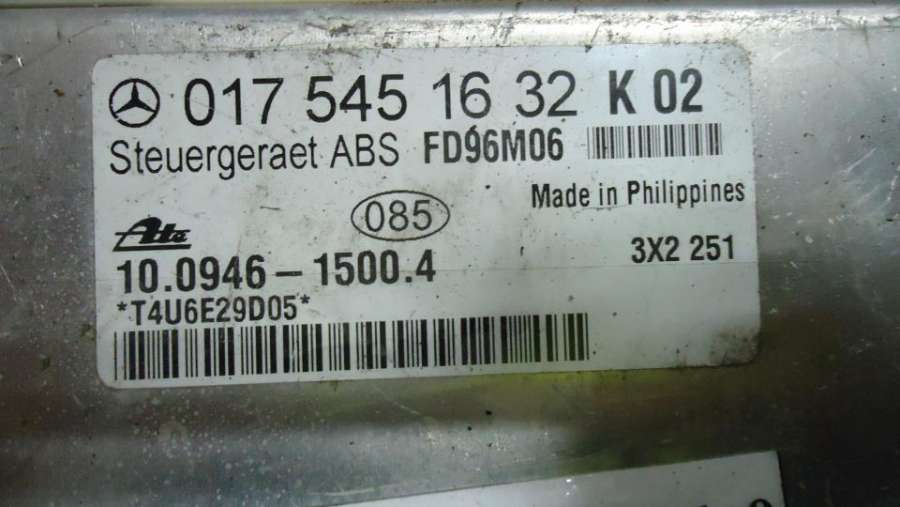 017 545 16 32 K 02
Steuergeraet ABS FD96M06
Made in Philippines
085
Ate
10.0946-1500.4
3X2 251
*T4U6E29D05*